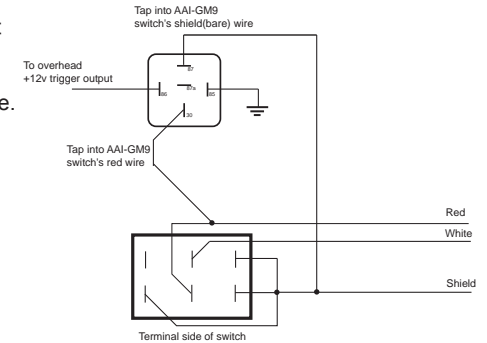 Tap into AAI-GM9
switch's shield(bare) wire
To overhead
+12v trigger output
e.
87
87a
86
85
30
Tap into AAI-GM9
switch's red wire
Red
White
Shield
Terminal side of switch